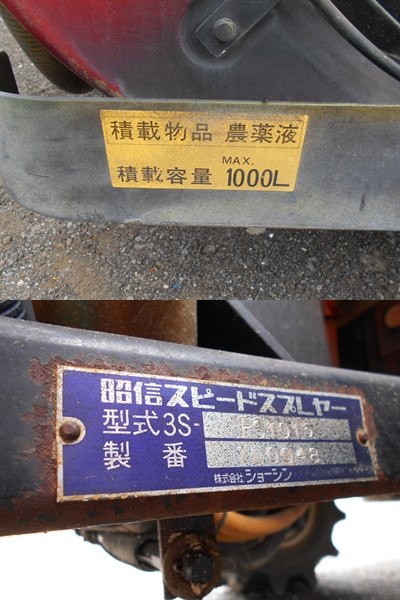 積載物品 農薬液
MAX.
積載容量 1000L
昭信スピードスプレヤー
型式3S-
製番
株式会社 ショーシン